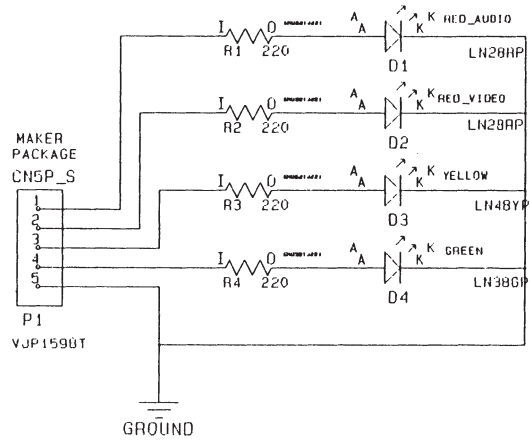 I O A A K K RED_AUDIO
R1 220 D1 LN28RP
I O A A K K RED_VIDEO
R2 220 D2 LN28RP
MAKER
PACKAGE
CN5P_S
1
2
3
4
5
P1
VJP1598T
I O A A K K YELLOW
R3 220 D3 LN48YP
I O A A K K GREEN
R4 220 D4 LN38GP
GROUND